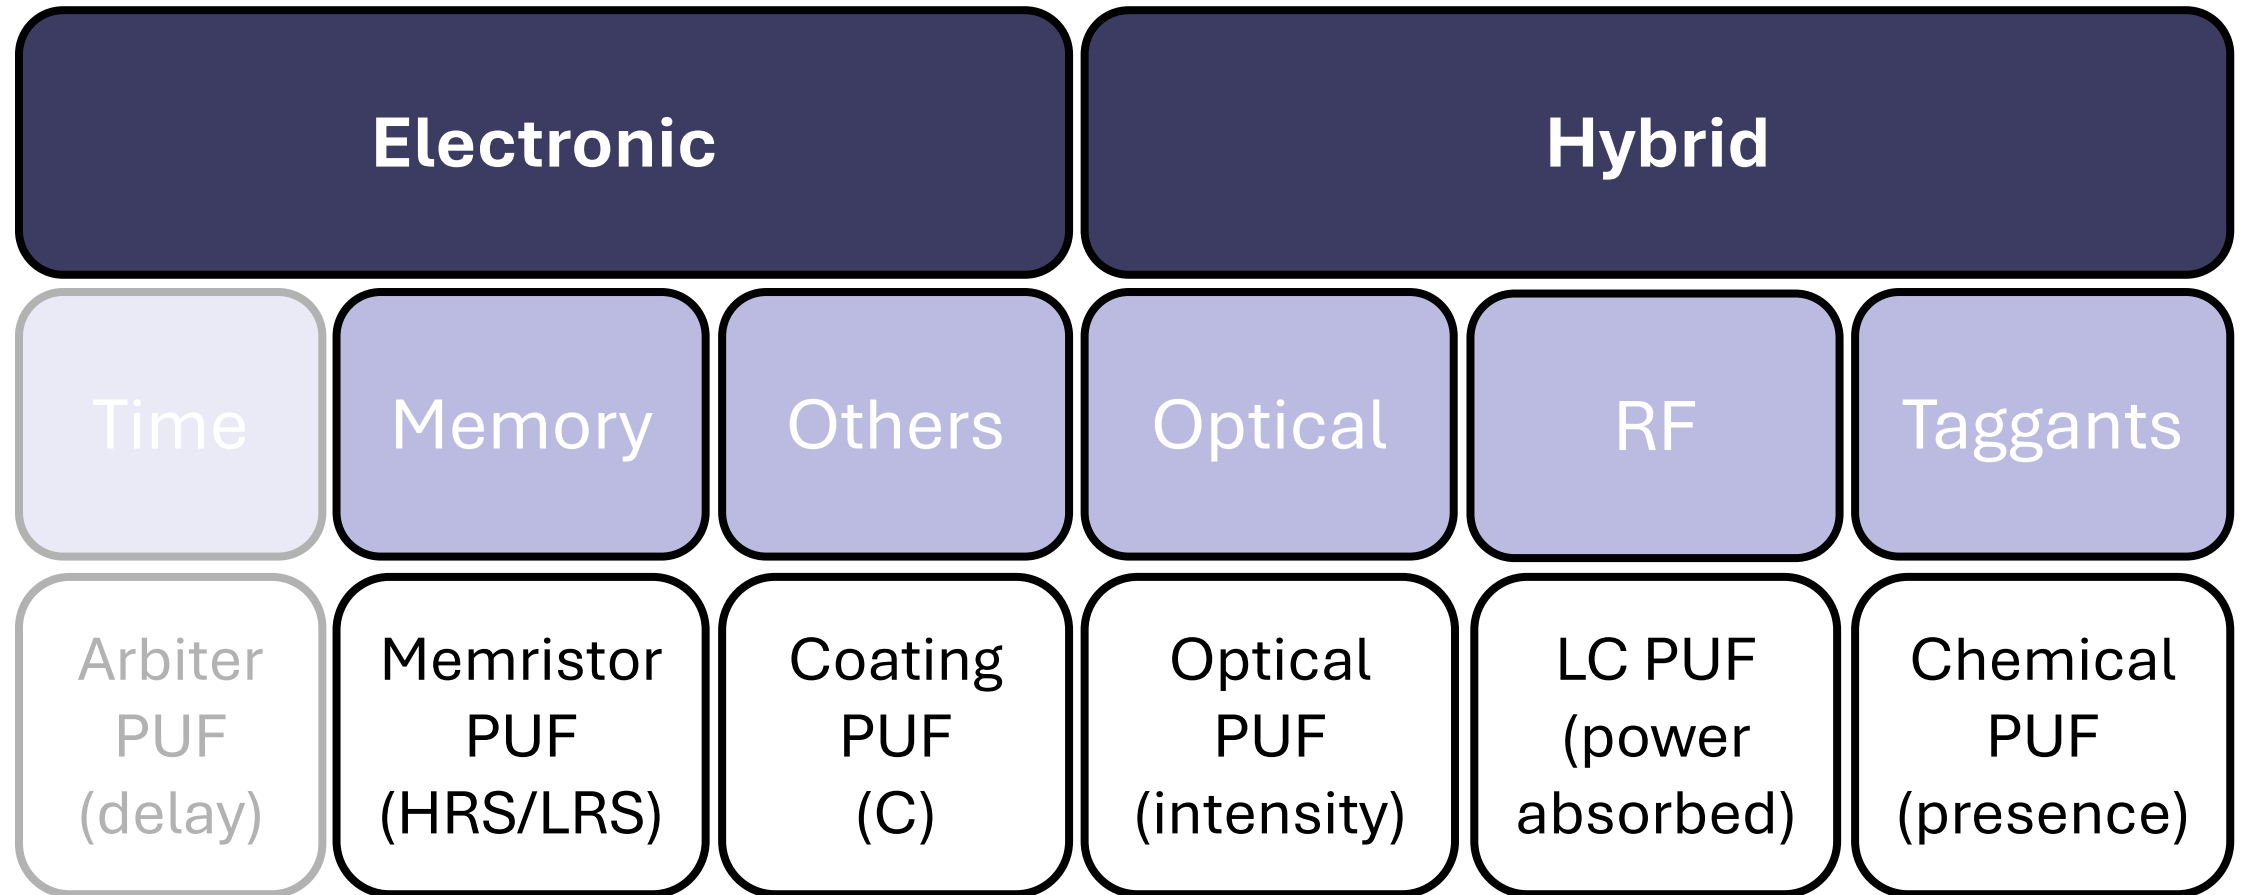 Electronic
Hybrid
Time
Memory
Others
Optical
RF
Taggants
Arbiter
PUF
(delay)
Memristor
PUF
(HRS/LRS)
Coating
PUF
(C)
Optical
PUF
(intensity)
LC PUF
(power
absorbed)
Chemical
PUF
(presence)